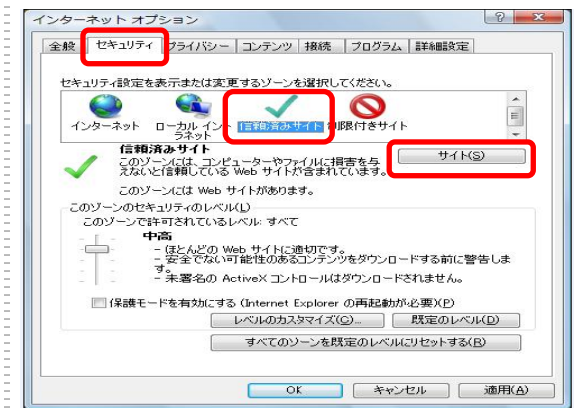 インターネット オプション
全般 セキュリティ プライバシー コンテンツ 接続 プログラム 詳細設定
セキュリティ設定を表示または変更するゾーンを選択してください。
インターネット ローカル イントラネット 信頼済みサイト 制限付きサイト
信頼済みサイト
サイト(S)
このゾーンには、コンピューターやファイルに損害を与
えないと信頼している Web サイトが含まれています。
このゾーンには Web サイトがあります。
このゾーンのセキュリティのレベル(L)
このゾーンで許可されているレベル: すべて
中高
- ほとんどの Web サイトに適切です。
- 安全でない可能性のあるコンテンツをダウンロードする前に警告しま
す。
- 未署名の ActiveX コントロールはダウンロードされません。
保護モードを有効にする (Internet Explorer の再起動が必要)(P)
レベルのカスタマイズ(C)... 既定のレベル(D)
すべてのゾーンを既定のレベルにリセットする(R)
OK キャンセル 適用(A)